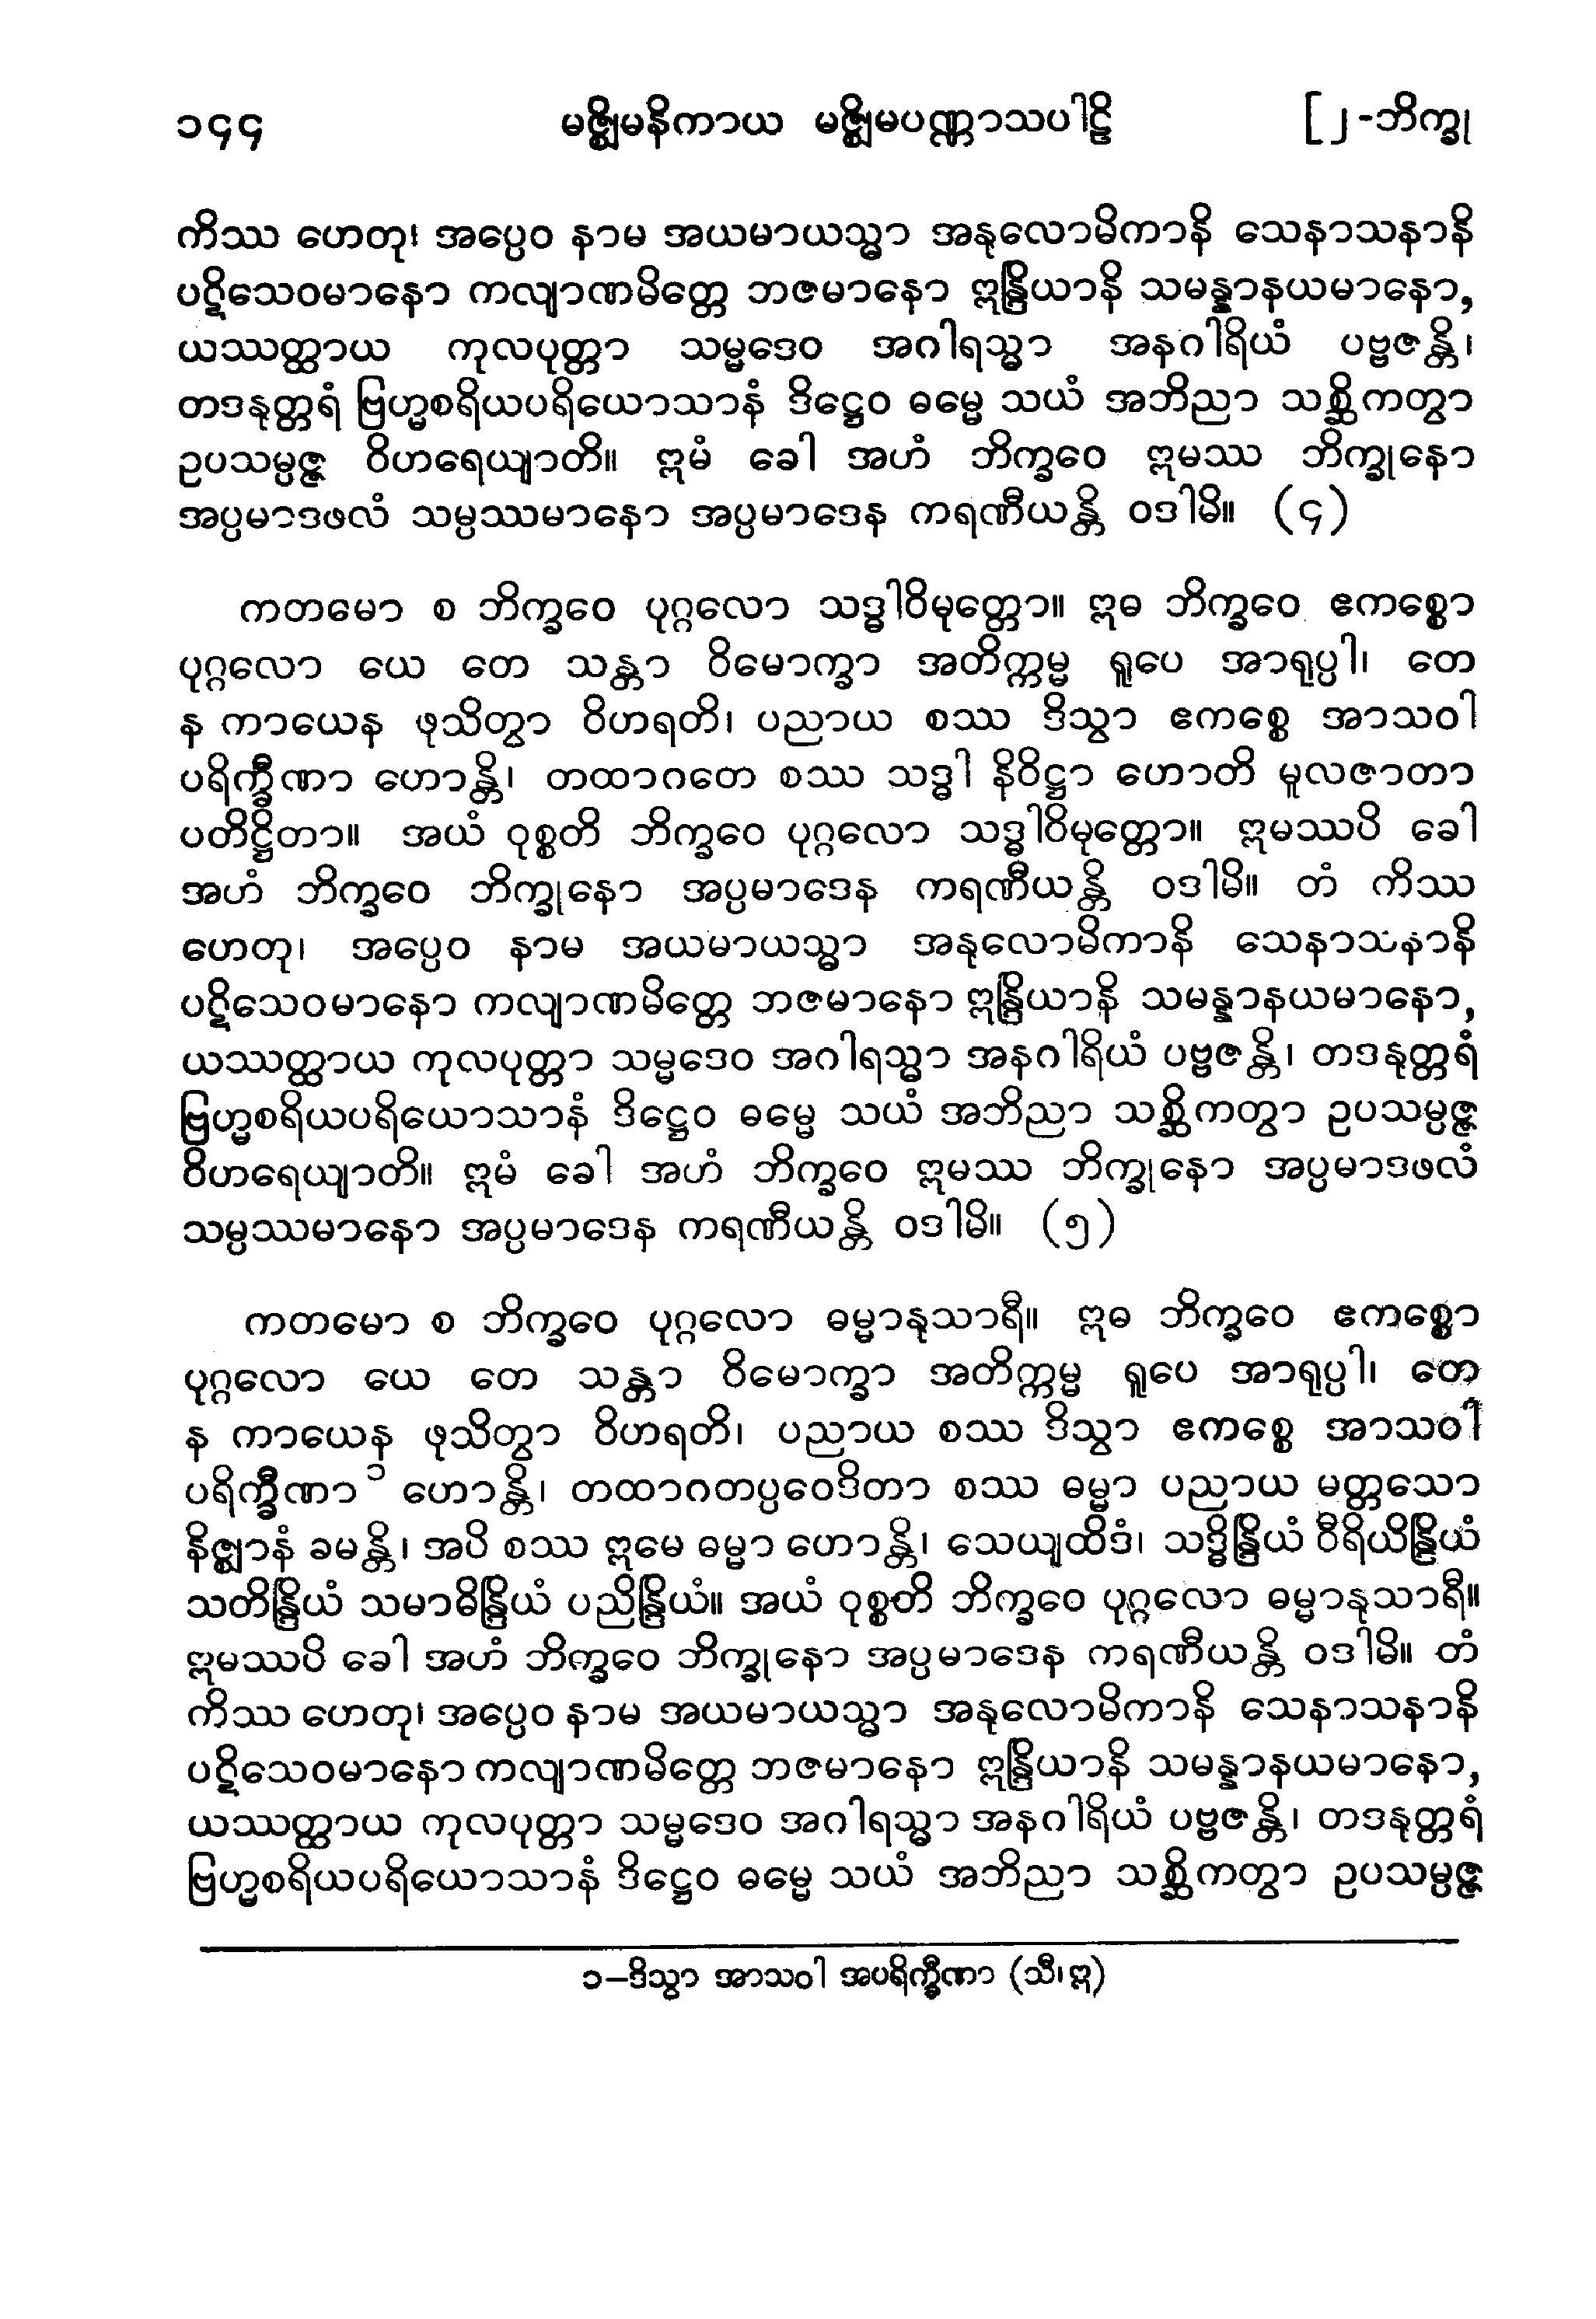 ၁၄၄ မဇ္ဈိမနိကာယ မဇ္ဈိမပဏ္ဏာသပါဠိ [၂-ဘိက္ခု
ကိဿ ဟေတု၊ အပ္ပေဝ နာမ အယမာယသ္မာ အနုလောမိကာနိ သေနာသနာနိ
ပဋိသေဝမာနော ကလျာဏမိတ္တေ ဘဇမာနော ဣန္ဒြိယာနိ သမန္နာနယမာနော,
ယဿတ္ထာယ ကုလပုတ္တာ သမ္မဒေဝ အဂါရသ္မာ အနဂါရိယံ ပဗ္ဗဇန္တိ၊
တဒနုတ္တရံ ဗြဟ္မစရိယပရိယောသာနံ ဒိဋ္ဌေဝ ဓမ္မေ သယံ အဘိညာ သစ္ဆိကတွာ
ဥပသမ္ပဇ္ဇ ဝိဟရေယျာတိ။ ဣမံ ခေါ အဟံ ဘိက္ခဝေ ဣမဿ ဘိက္ခုနော
အပ္ပမာဒဖလံ သမ္ပဿမာနော အပ္ပမာဒေန ကရဏီယန္တိ ဝဒါမိ။ (၄)
ကတမော စ ဘိက္ခဝေ ပုဂ္ဂလော သဒ္ဓါဝိမုတ္တော။ ဣဓ ဘိက္ခဝေ ဧကစ္စော
ပုဂ္ဂလော ယေ တေ သန္တာ ဝိမောက္ခာ အတိက္ကမ္မ ရူပေ အာရုပ္ပါ၊ တေ
န ကာယေန ဖုသိတွာ ဝိဟရတိ၊ ပညာယ စဿ ဒိသွာ ဧကစ္စေ အာသဝါ
ပရိက္ခီဏာ ဟောန္တိ၊ တထာဂတေ စဿ သဒ္ဓါ နိဝိဋ္ဌာ ဟောတိ မူလဇာတာ
ပတိဋ္ဌိတာ။ အယံ ဝုစ္စတိ ဘိက္ခဝေ ပုဂ္ဂလော သဒ္ဓါဝိမုတ္တော။ ဣမဿပိ ခေါ
အဟံ ဘိက္ခဝေ ဘိက္ခုနော အပ္ပမာဒေန ကရဏီယန္တိ ဝဒါမိ။ တံ ကိဿ
ဟေတု၊ အပ္ပေဝ နာမ အယမာယသ္မာ အနုလောမိကာနိ သေနာသနာနိ
ပဋိသေဝမာနော ကလျာဏမိတ္တေ ဘဇမာနော ဣန္ဒြိယာနိ သမန္နာနယမာနော,
ယဿတ္ထာယ ကုလပုတ္တာ သမ္မဒေဝ အဂါရသ္မာ အနဂါရိယံ ပဗ္ဗဇန္တိ၊ တဒနုတ္တရံ
ဗြဟ္မစရိယပရိယောသာနံ ဒိဋ္ဌေဝ ဓမ္မေ သယံ အဘိညာ သစ္ဆိကတွာ ဥပသမ္ပဇ္ဇ
ဝိဟရေယျာတိ။ ဣမံ ခေါ အဟံ ဘိက္ခဝေ ဣမဿ ဘိက္ခုနော အပ္ပမာဒဖလံ
သမ္ပဿမာနော အပ္ပမာဒေန ကရဏီယန္တိ ဝဒါမိ။ (၅)
ကတမော စ ဘိက္ခဝေ ပုဂ္ဂလော ဓမ္မာနုသာရီ။ ဣဓ ဘိက္ခဝေ ဧကစ္စော
ပုဂ္ဂလော ယေ တေ သန္တာ ဝိမောက္ခာ အတိက္ကမ္မ ရူပေ အာရုပ္ပါ၊ တေ
န ကာယေန ဖုသိတွာ ဝိဟရတိ၊ ပညာယ စဿ ဒိသွာ ဧကစ္စေ အာသဝါ
ပရိက္ခီဏာ ၁ ဟောန္တိ၊ တထာဂတပ္ပဝေဒိတာ စဿ ဓမ္မာ ပညာယ မတ္တသော
နိဇ္ဈာနံ ခမန္တိ၊ အပိ စဿ ဣမေ ဓမ္မာ ဟောန္တိ၊ သေယျထိဒံ၊ သဒ္ဓိန္ဒြိယံ ဝီရိယိန္ဒြိယံ
သတိန္ဒြိယံ သမာဓိန္ဒြိယံ ပညိန္ဒြိယံ။ အယံ ဝုစ္စတိ ဘိက္ခဝေ ပုဂ္ဂလော ဓမ္မာနုသာရီ။
ဣမဿပိ ခေါ အဟံ ဘိက္ခဝေ ဘိက္ခုနော အပ္ပမာဒေန ကရဏီယန္တိ ဝဒါမိ။ တံ
ကိဿ ဟေတု၊ အပ္ပေဝ နာမ အယမာယသ္မာ အနုလောမိကာနိ သေနာသနာနိ
ပဋိသေဝမာနော ကလျာဏမိတ္တေ ဘဇမာနော ဣန္ဒြိယာနိ သမန္နာနယမာနော,
ယဿတ္ထာယ ကုလပုတ္တာ သမ္မဒေဝ အဂါရသ္မာ အနဂါရိယံ ပဗ္ဗဇန္တိ၊ တဒနုတ္တရံ
ဗြဟ္မစရိယပရိယောသာနံ ဒိဋ္ဌေဝ ဓမ္မေ သယံ အဘိညာ သစ္ဆိကတွာ ဥပသမ္ပဇ္ဇ
၁–ဒိသွာ အာသဝါ အပရိက္ခီဏာ (သီ၊ ဣ)